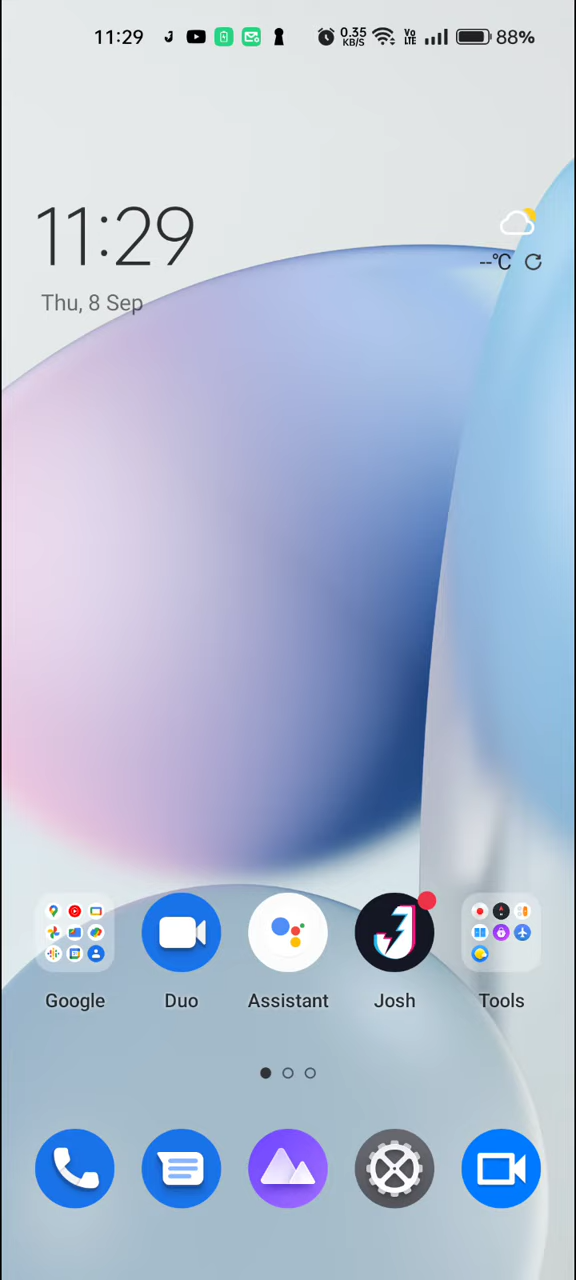 11:29 0.35 KB/S Vo LTE 88%
11:29
--°C
Thu, 8 Sep
Google Duo Assistant Josh Tools